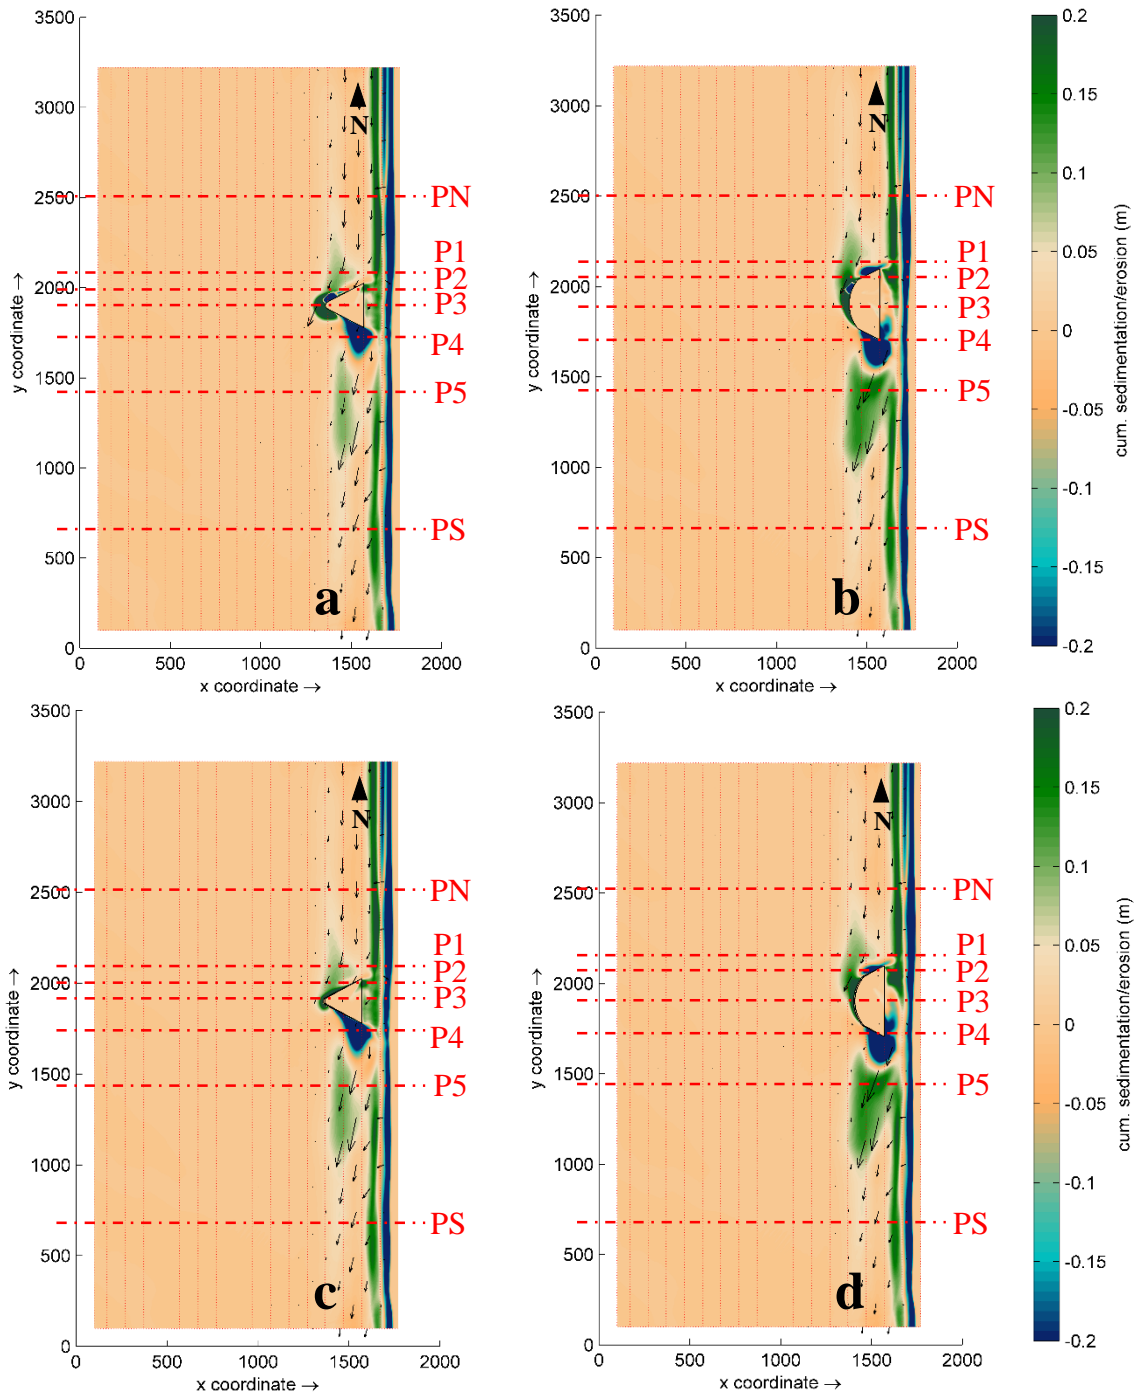 3500
3000
2500
2000
1500
1000
500
0
0 500 1000 1500 2000
x coordinate →
y coordinate →
N
PN
P1
P2
P3
P4
P5
PS
a
3500
3000
2500
2000
1500
1000
500
0
0 500 1000 1500 2000
x coordinate →
y coordinate →
N
PN
P1
P2
P3
P4
P5
PS
b
0.2
0.15
0.1
0.05
0
-0.05
-0.1
-0.15
-0.2
cum. sedimentation/erosion (m)
3500
3000
2500
2000
1500
1000
500
0
0 500 1000 1500 2000
x coordinate →
y coordinate →
N
PN
P1
P2
P3
P4
P5
PS
c
3500
3000
2500
2000
1500
1000
500
0
0 500 1000 1500 2000
x coordinate →
y coordinate →
N
PN
P1
P2
P3
P4
P5
PS
d
0.2
0.15
0.1
0.05
0
-0.05
-0.1
-0.15
-0.2
cum. sedimentation/erosion (m)